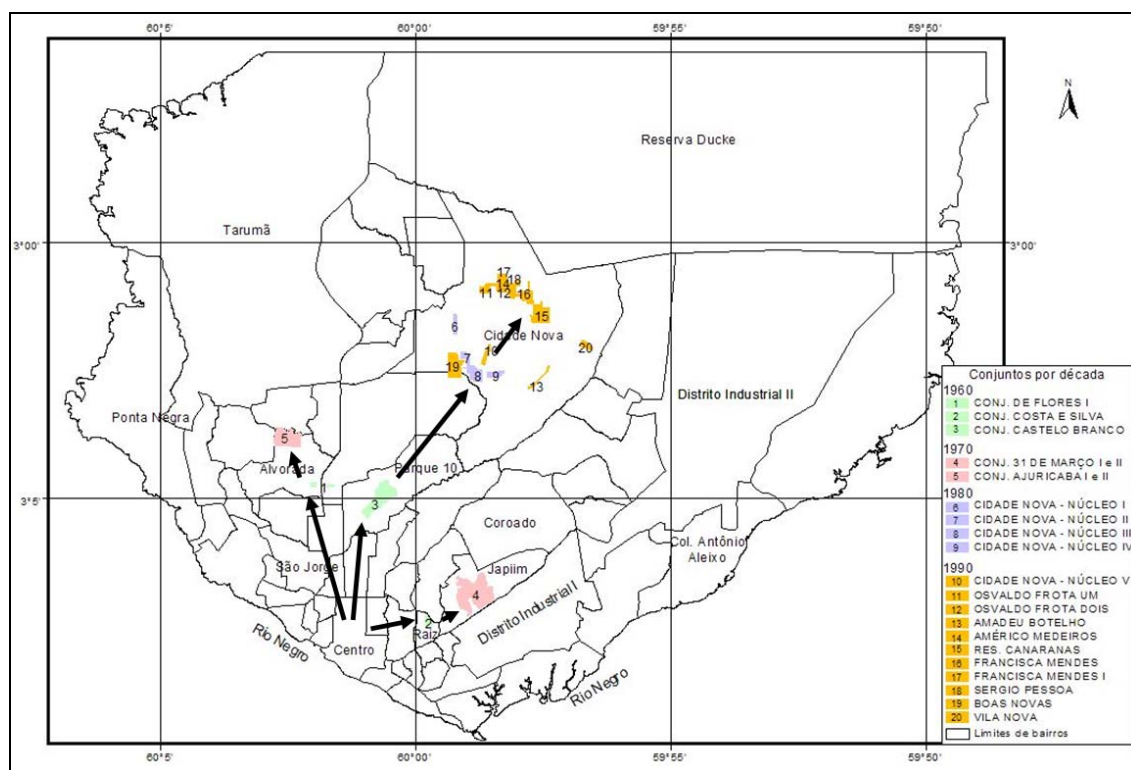 60°5'
60°00'
59°55'
59°50'
N
Reserva Ducke
Tarumã
3°00'
3°00'
17
14
18
11
12
16
15
6
Cidade Nova
10
20
7
19
8
9
13
Distrito Industrial II
Ponta Negra
5
Alvorada
Parque 10
1
3°5'
3°5'
3
Coroado
Col. Antônio
Aleixo
São Jorge
Japiim
4
Distrito Industrial I
2
Raiz
Centro
Rio Negro
Rio Negro
60°5'
60°00'
59°55'
59°50'
Conjuntos por década
1960
1 CONJ. DE FLORES I
2 CONJ. COSTA E SILVA
3 CONJ. CASTELO BRANCO
1970
4 CONJ. 31 DE MARÇO I e II
5 CONJ. AJURICABA I e II
1980
6 CIDADE NOVA - NÚCLEO I
7 CIDADE NOVA - NÚCLEO II
8 CIDADE NOVA - NÚCLEO III
9 CIDADE NOVA - NÚCLEO IV
1990
10 CIDADE NOVA - NÚCLEO V
11 OSVALDO FROTA UM
12 OSVALDO FROTA DOIS
13 AMADEU BOTELHO
14 AMÉRICO MEDEIROS
15 RES. CANARANAS
16 FRANCISCA MENDES
17 FRANCISCA MENDES I
18 SERGIO PESSOA
19 BOAS NOVAS
20 VILA NOVA
Limites de bairros